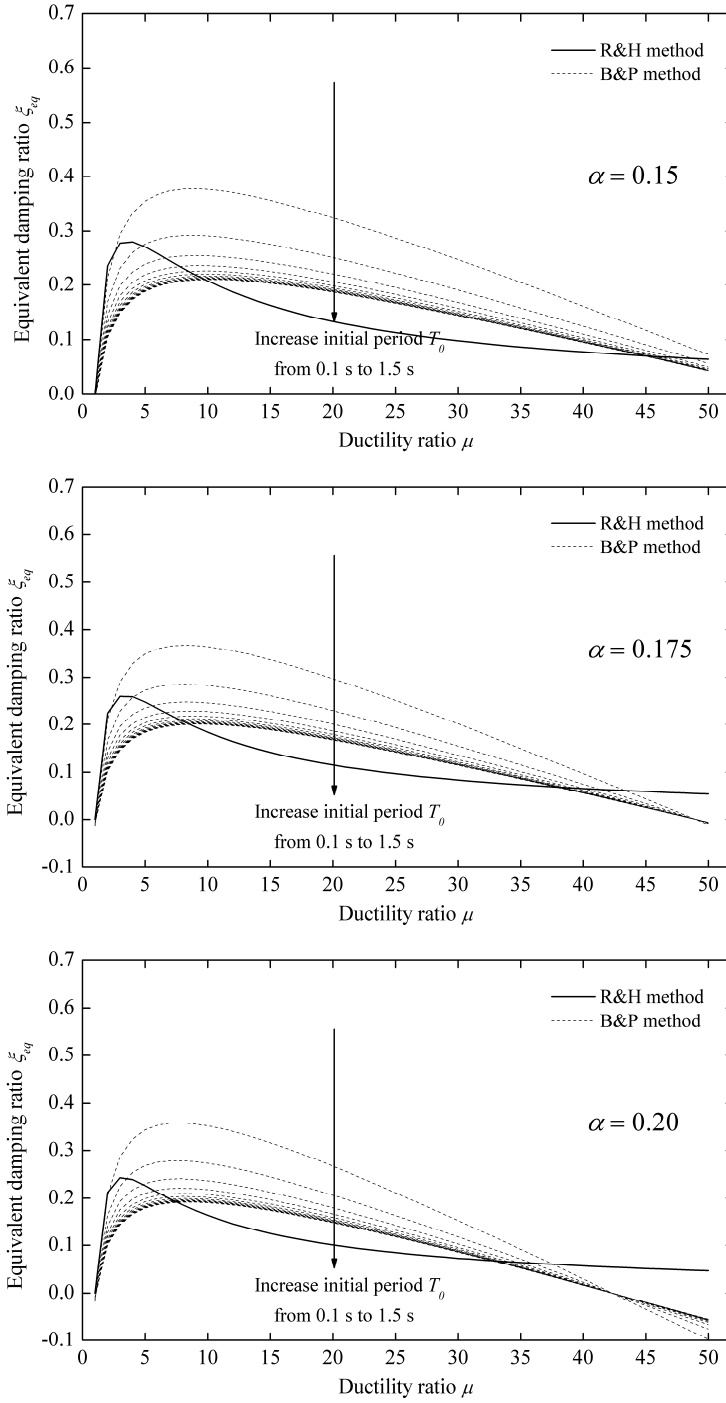 0.7
0.6
0.5
0.4
0.3
0.2
0.1
0.0
Equivalent damping ratio ξeq
R&H method
B&P method
α = 0.15
Increase initial period T0
from 0.1 s to 1.5 s
0 5 10 15 20 25 30 35 40 45 50
Ductility ratio μ
0.7
0.6
0.5
0.4
0.3
0.2
0.1
0.0
-0.1
Equivalent damping ratio ξeq
R&H method
B&P method
α = 0.175
Increase initial period T0
from 0.1 s to 1.5 s
0 5 10 15 20 25 30 35 40 45 50
Ductility ratio μ
0.7
0.6
0.5
0.4
0.3
0.2
0.1
0.0
-0.1
Equivalent damping ratio ξeq
R&H method
B&P method
α = 0.20
Increase initial period T0
from 0.1 s to 1.5 s
0 5 10 15 20 25 30 35 40 45 50
Ductility ratio μ